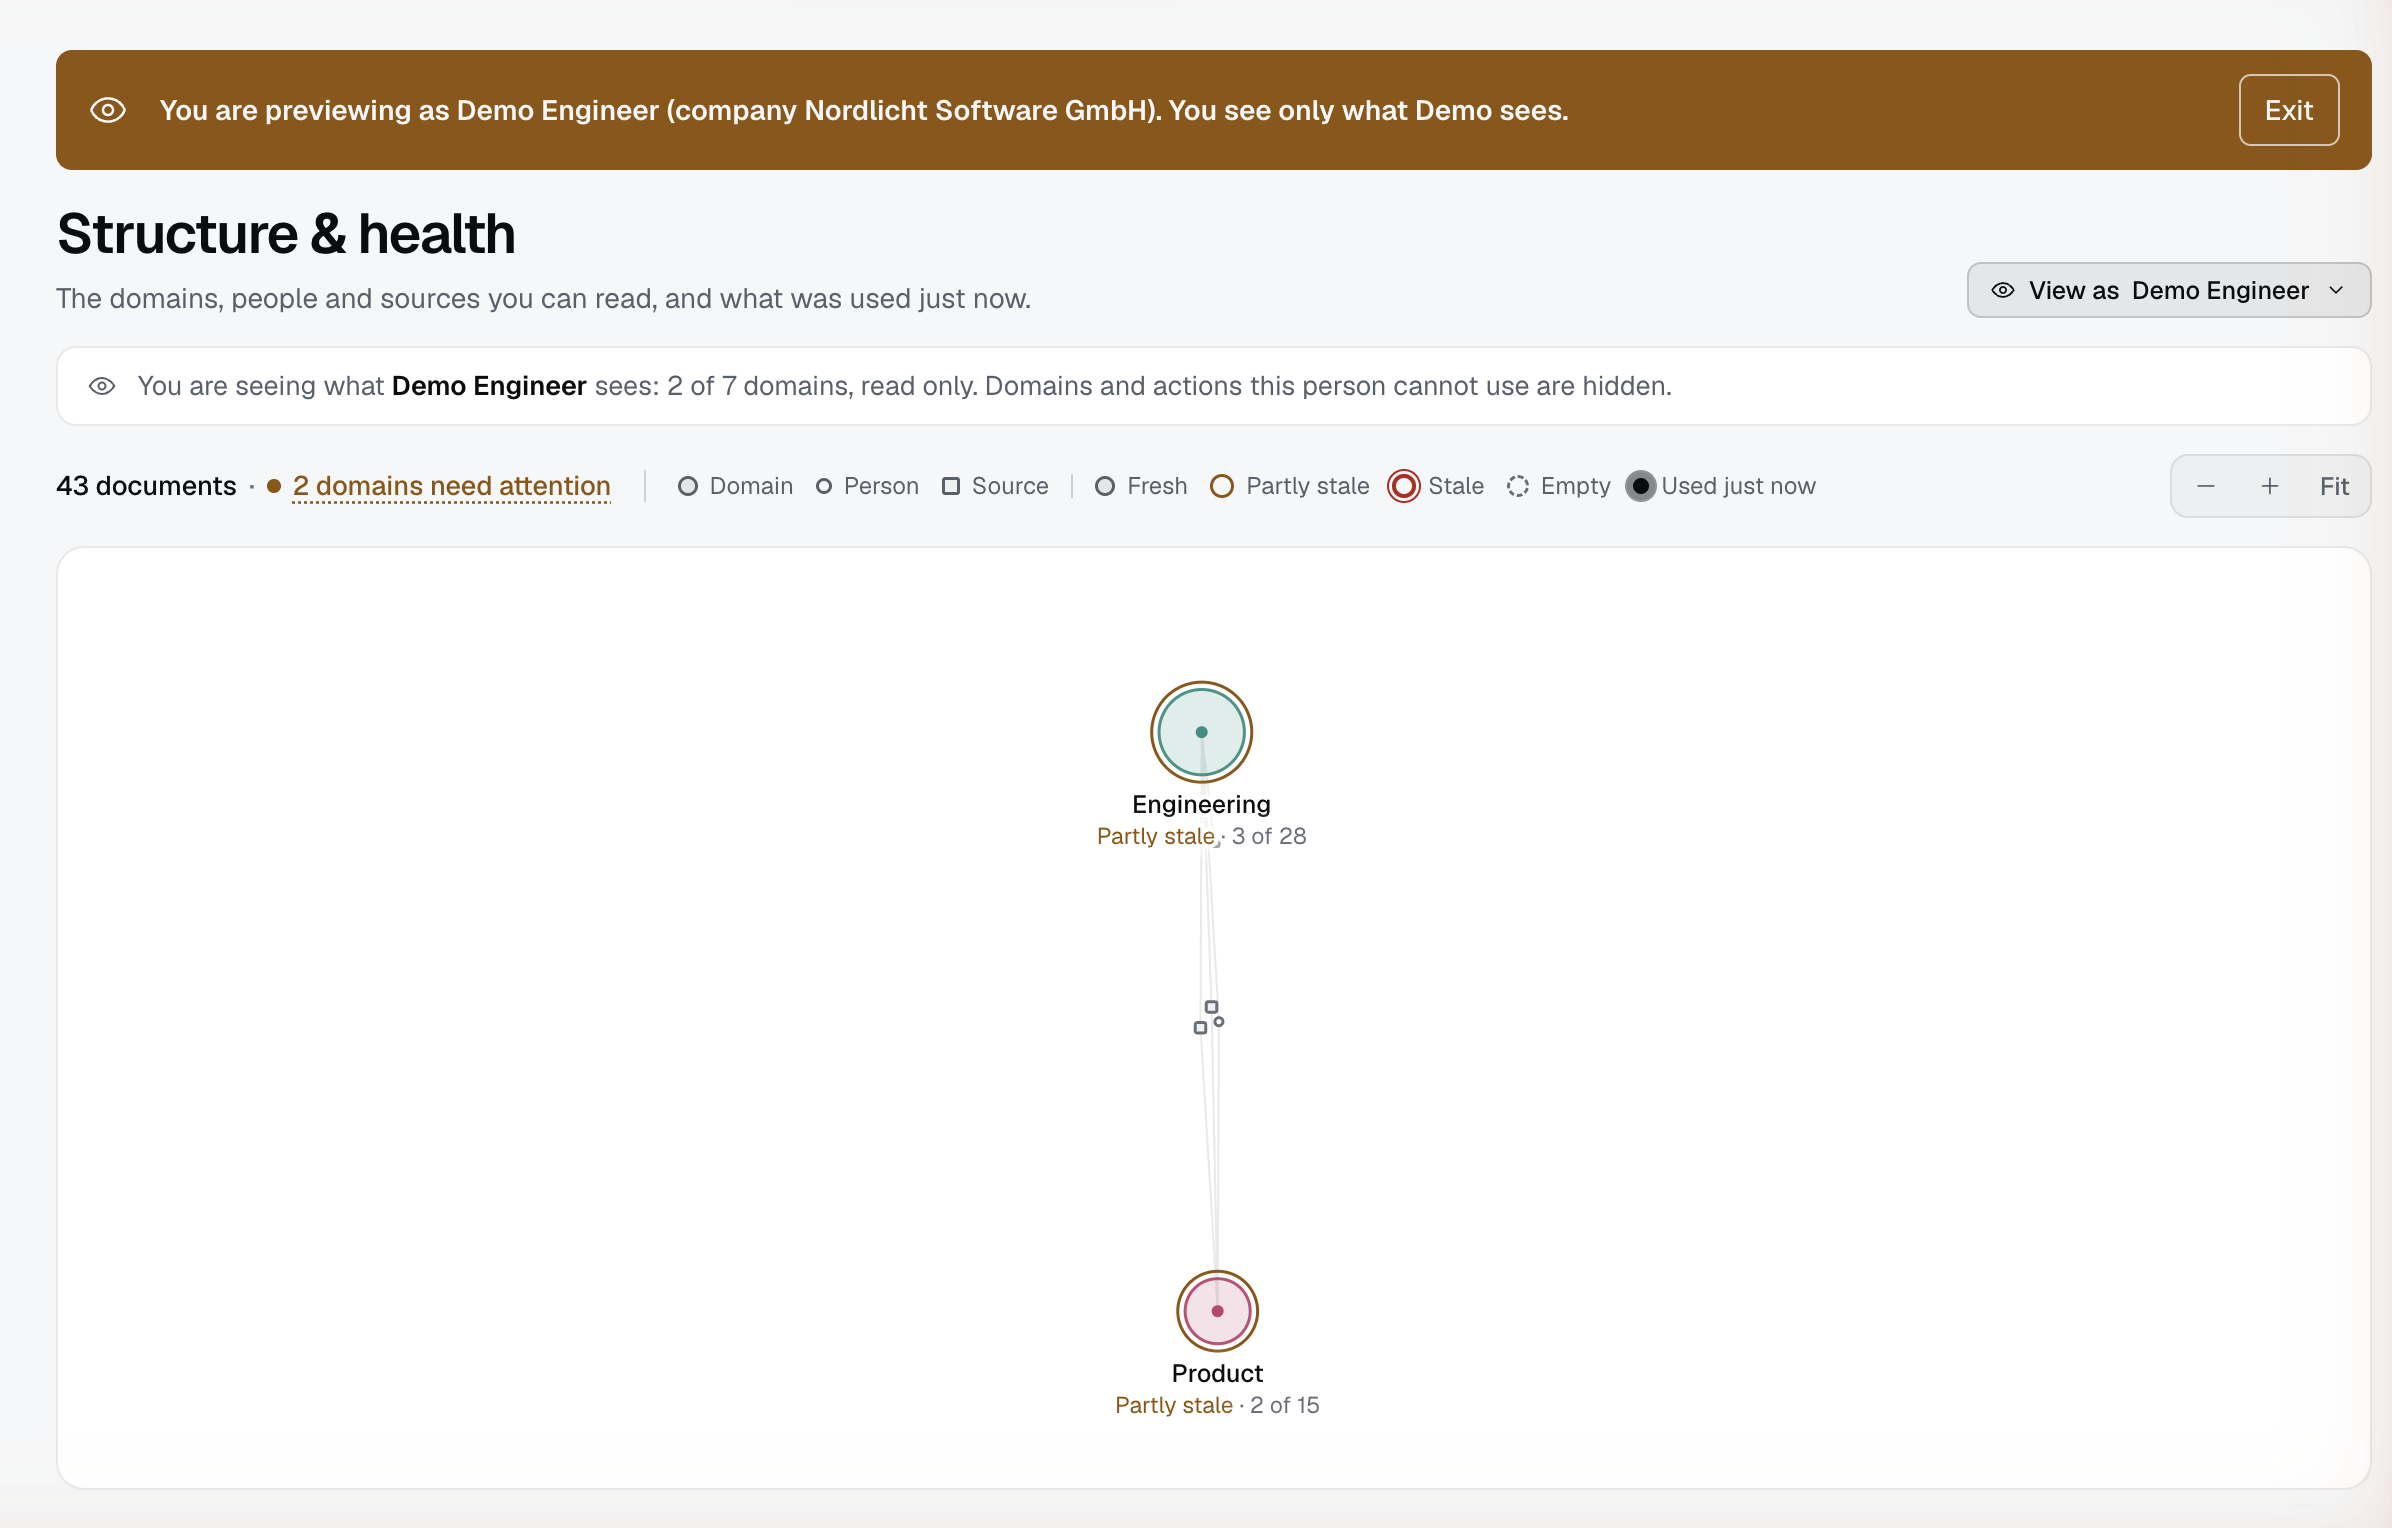 You are previewing as Demo Engineer (company Nordlicht Software GmbH). You see only what Demo sees.
Exit
Structure & health
The domains, people and sources you can read, and what was used just now.
View as Demo Engineer
You are seeing what Demo Engineer sees: 2 of 7 domains, read only. Domains and actions this person cannot use are hidden.
43 documents · 2 domains need attention
Domain
Person
Source
Fresh
Partly stale
Stale
Empty
Used just now
− + Fit
Engineering
Partly stale · 3 of 28
Product
Partly stale · 2 of 15